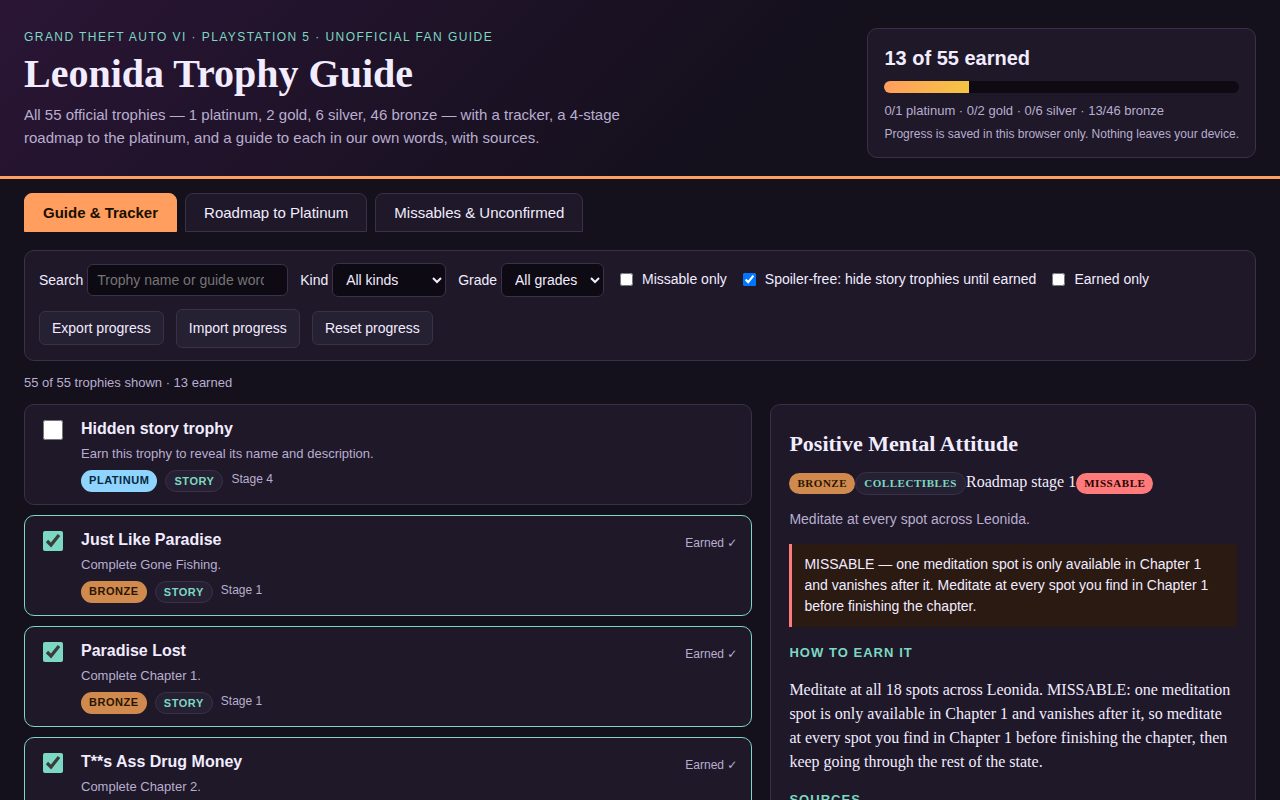 GRAND THEFT AUTO VI · PLAYSTATION 5 · UNOFFICIAL FAN GUIDE
Leonida Trophy Guide
All 55 official trophies — 1 platinum, 2 gold, 6 silver, 46 bronze — with a tracker, a 4-stage
roadmap to the platinum, and a guide to each in our own words, with sources.
13 of 55 earned
0/1 platinum · 0/2 gold · 0/6 silver · 13/46 bronze
Progress is saved in this browser only. Nothing leaves your device.
Guide & Tracker
Roadmap to Platinum
Missables & Unconfirmed
Search Trophy name or guide word Kind All kinds Grade All grades Missable only Spoiler-free: hide story trophies until earned Earned only
Export progress Import progress Reset progress
55 of 55 trophies shown · 13 earned
Hidden story trophy
Earn this trophy to reveal its name and description.
PLATINUM STORY Stage 4
Just Like Paradise
Earned ✓
Complete Gone Fishing.
BRONZE STORY Stage 1
Paradise Lost
Earned ✓
Complete Chapter 1.
BRONZE STORY Stage 1
T**s Ass Drug Money
Earned ✓
Complete Chapter 2.
Positive Mental Attitude
BRONZE COLLECTIBLES Roadmap stage 1 MISSABLE
Meditate at every spot across Leonida.
MISSABLE — one meditation spot is only available in Chapter 1
and vanishes after it. Meditate at every spot you find in Chapter 1
before finishing the chapter.
HOW TO EARN IT
Meditate at all 18 spots across Leonida. MISSABLE: one meditation
spot is only available in Chapter 1 and vanishes after it, so meditate
at every spot you find in Chapter 1 before finishing the chapter, then
keep going through the rest of the state.
SOURCES